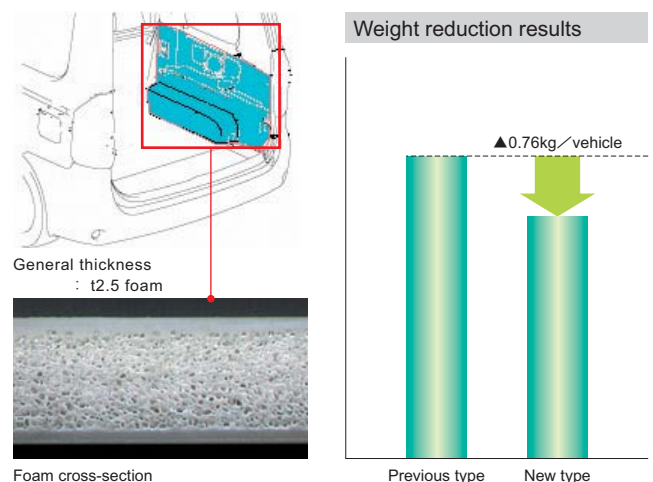 Weight reduction results
▲0.76kg／vehicle
General thickness
： t2.5 foam
Foam cross-section
Previous type
New type